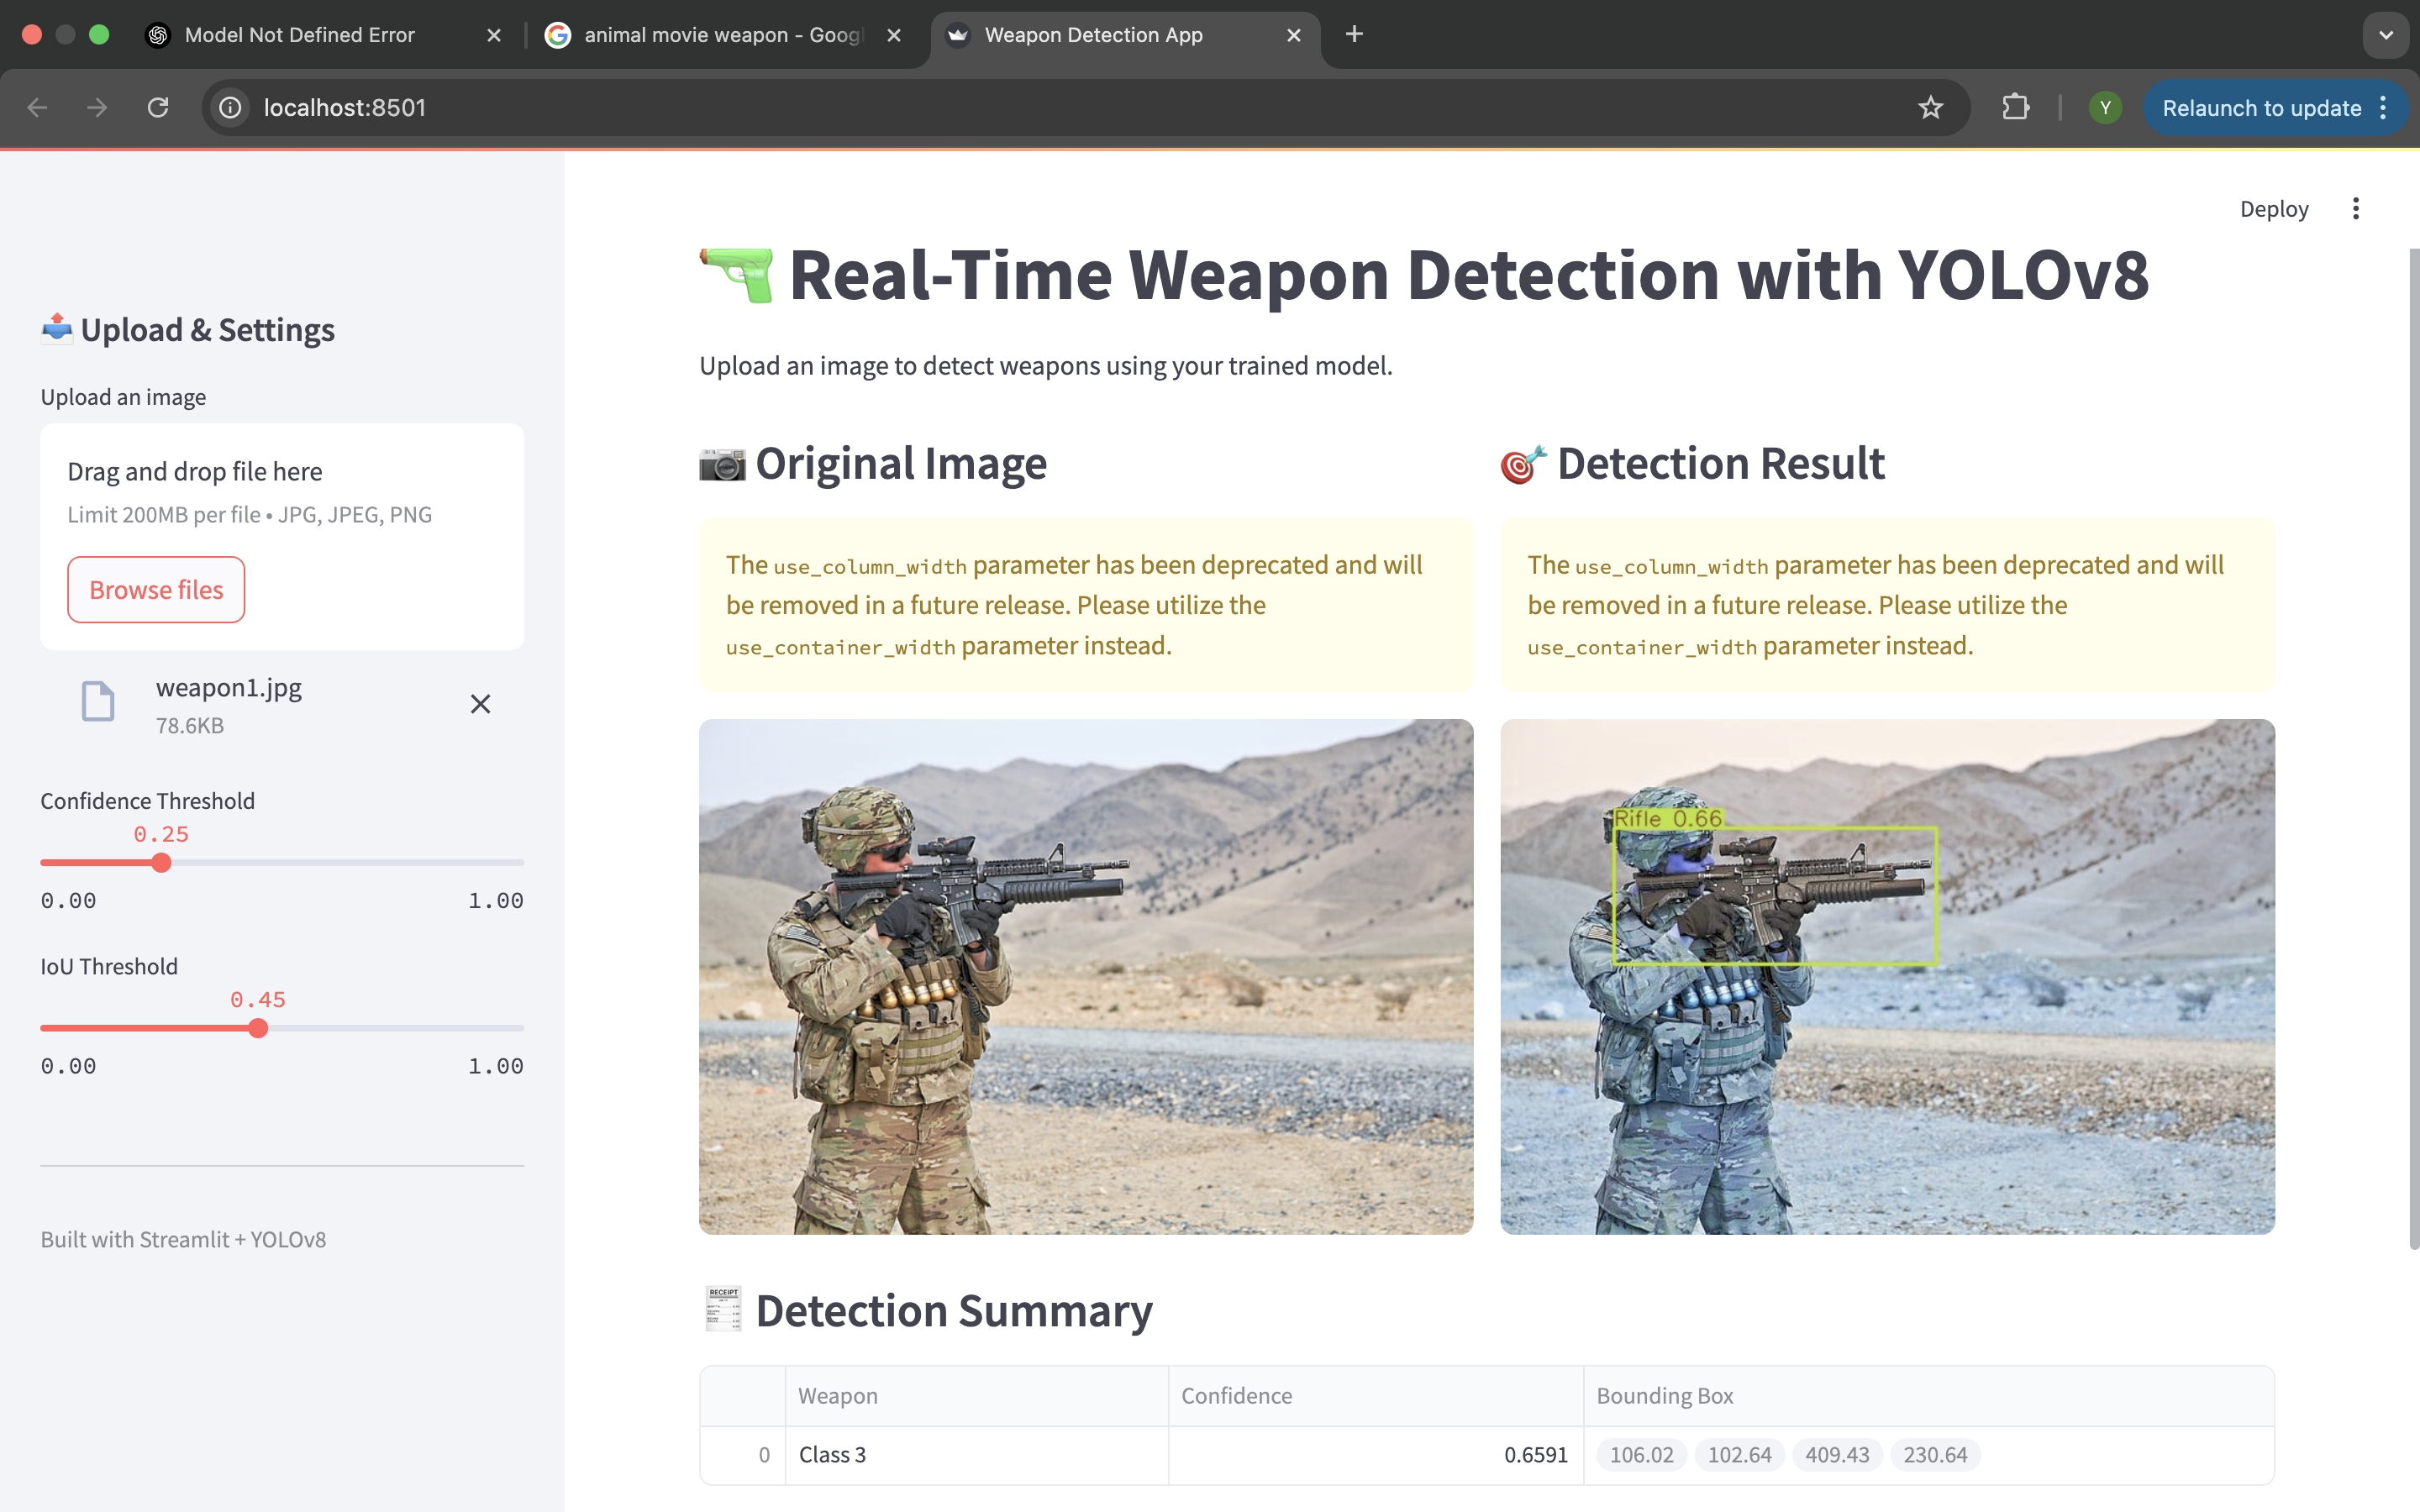 Model Not Defined Error
animal movie weapon - Goog
Weapon Detection App
localhost:8501
Y
Relaunch to update
Deploy
Upload & Settings
Upload an image
Drag and drop file here
Limit 200MB per file • JPG, JPEG, PNG
Browse files
weapon1.jpg
78.6KB
Confidence Threshold
0.25
0.00 1.00
IoU Threshold
0.45
0.00 1.00
Built with Streamlit + YOLOv8
Real-Time Weapon Detection with YOLOv8
Upload an image to detect weapons using your trained model.
Original Image
The use_column_width parameter has been deprecated and will
be removed in a future release. Please utilize the
use_container_width parameter instead.
Detection Result
The use_column_width parameter has been deprecated and will
be removed in a future release. Please utilize the
use_container_width parameter instead.
Rifle 0.66
RECEIPT
Detection Summary
Weapon Confidence Bounding Box
0 Class 3 0.6591 106.02 102.64 409.43 230.64